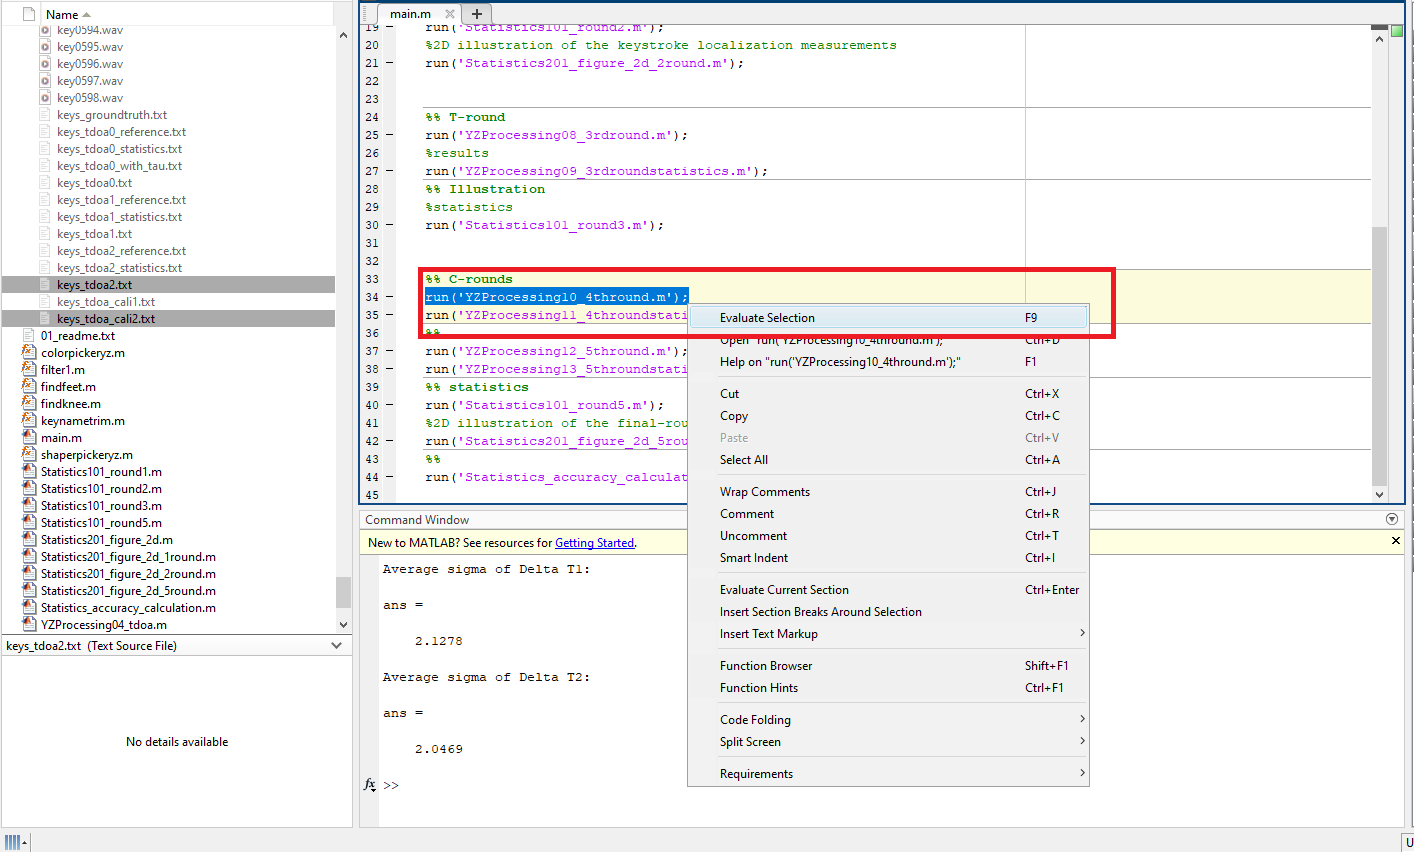 Name
key0594.wav
key0595.wav
key0596.wav
key0597.wav
key0598.wav
keys_groundtruth.txt
keys_tdoa0_reference.txt
keys_tdoa0_statistics.txt
keys_tdoa0_with_tau.txt
keys_tdoa0.txt
keys_tdoa1_reference.txt
keys_tdoa1_statistics.txt
keys_tdoa1.txt
keys_tdoa2_reference.txt
keys_tdoa2_statistics.txt
keys_tdoa2.txt
keys_tdoa_cali1.txt
keys_tdoa_cali2.txt
01_readme.txt
colorpickeryz.m
filter1.m
findfeet.m
findknee.m
keynametrim.m
main.m
shaperpickeryz.m
Statistics101_round1.m
Statistics101_round2.m
Statistics101_round3.m
Statistics101_round5.m
Statistics201_figure_2d.m
Statistics201_figure_2d_1round.m
Statistics201_figure_2d_2round.m
Statistics201_figure_2d_5round.m
Statistics_accuracy_calculation.m
YZProcessing04_tdoa.m
keys_tdoa2.txt (Text Source File)
No details available
main.m
19 run('Statistics101_round2.m');
20 %2D illustration of the keystroke localization measurements
21 run('Statistics201_figure_2d_2round.m');
22
23
24 %% T-round
25 run('YZProcessing08_3rdround.m');
26 %results
27 run('YZProcessing09_3rdroundstatistics.m');
28 %% Illustration
29 %statistics
30 run('Statistics101_round3.m');
31
32
33 %% C-rounds
34 run('YZProcessing10_4thround.m');
35 run('YZProcessing11_4throundstati
36 %%
37 run('YZProcessing12_5thround.m');
38 run('YZProcessing13_5throundstati
39 %% statistics
40 run('Statistics101_round5.m');
41 %2D illustration of the final-rou
42 run('Statistics201_figure_2d_5rou
43 %%
44 run('Statistics_accuracy_calculat
45
Evaluate Selection F9
Open "run('YZProcessing10_4thround.m');" Ctrl+D
Help on "run('YZProcessing10_4thround.m');" F1
Cut Ctrl+X
Copy Ctrl+C
Paste Ctrl+V
Select All Ctrl+A
Wrap Comments Ctrl+J
Comment Ctrl+R
Uncomment Ctrl+T
Smart Indent Ctrl+I
Evaluate Current Section Ctrl+Enter
Insert Section Breaks Around Selection
Insert Text Markup
Function Browser Shift+F1
Function Hints Ctrl+F1
Code Folding
Split Screen
Requirements
Command Window
New to MATLAB? See resources for Getting Started.
Average sigma of Delta T1:
ans =
2.1278
Average sigma of Delta T2:
ans =
2.0469
fx >>
U